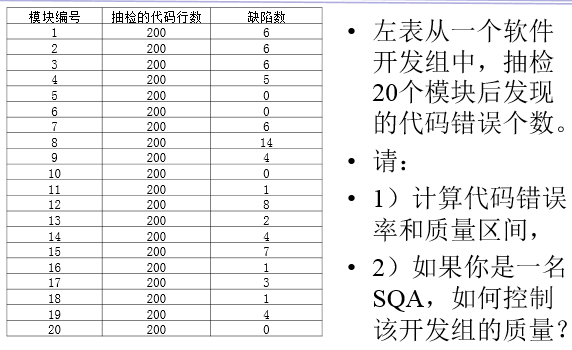 模块编号 抽检的代码行数 缺陷数
1 200 6
2 200 6
3 200 6
4 200 5
5 200 0
6 200 0
7 200 6
8 200 14
9 200 4
10 200 0
11 200 1
12 200 8
13 200 2
14 200 4
15 200 7
16 200 1
17 200 3
18 200 1
19 200 4
20 200 0
• 左表从一个软件
开发组中，抽检
20个模块后发现
的代码错误个数。
• 请：
• 1）计算代码错误
率和质量区间，
• 2）如果你是一名
SQA，如何控制
该开发组的质量？